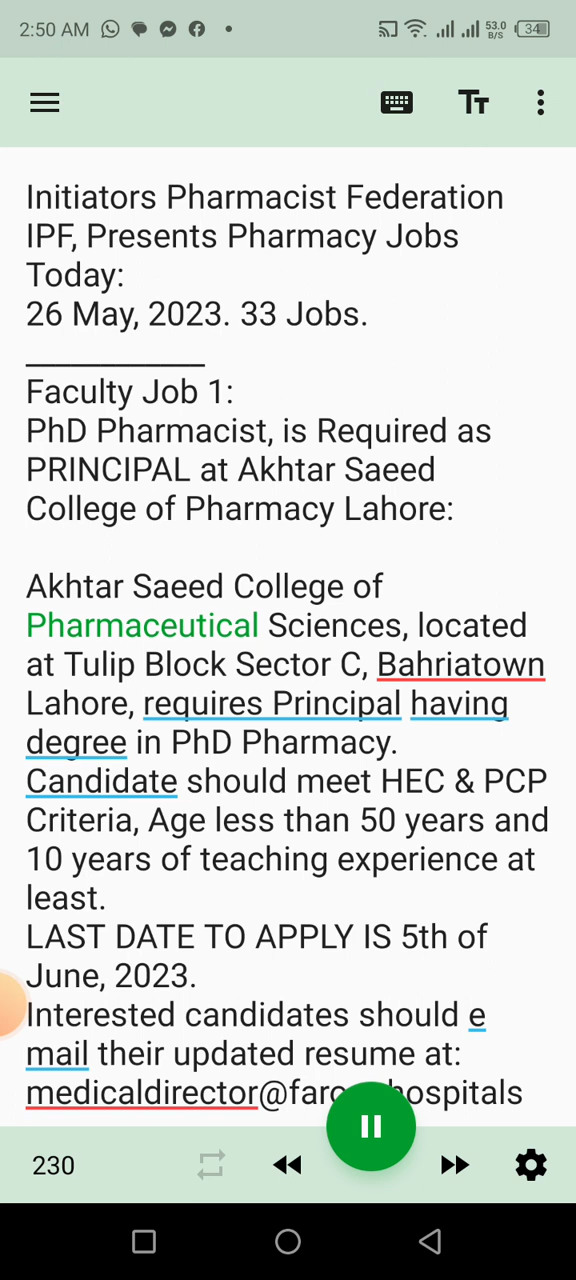 2:50 AM 53.0 B/S 34
Initiators Pharmacist Federation
IPF, Presents Pharmacy Jobs
Today:
26 May, 2023. 33 Jobs.
____________
Faculty Job 1:
PhD Pharmacist, is Required as
PRINCIPAL at Akhtar Saeed
College of Pharmacy Lahore:
Akhtar Saeed College of
Pharmaceutical Sciences, located
at Tulip Block Sector C, Bahriatown
Lahore, requires Principal having
degree in PhD Pharmacy.
Candidate should meet HEC & PCP
Criteria, Age less than 50 years and
10 years of teaching experience at
least.
LAST DATE TO APPLY IS 5th of
June, 2023.
Interested candidates should e
mail their updated resume at:
230